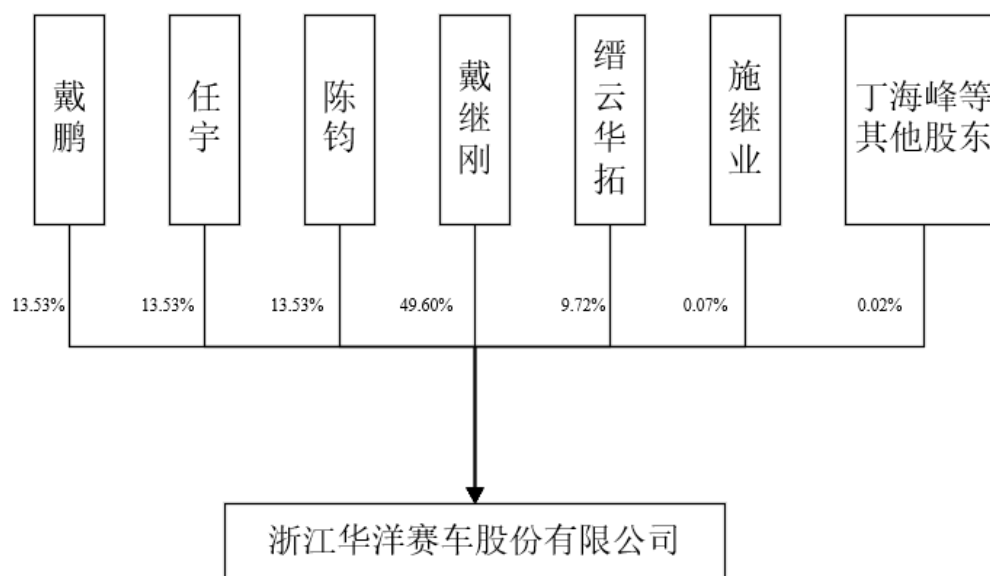 戴鹏
任宇
陈钧
戴继刚
缙云华拓
施继业
丁海峰等
其他股东
13.53%
13.53%
13.53%
49.60%
9.72%
0.07%
0.02%
浙江华洋赛车股份有限公司